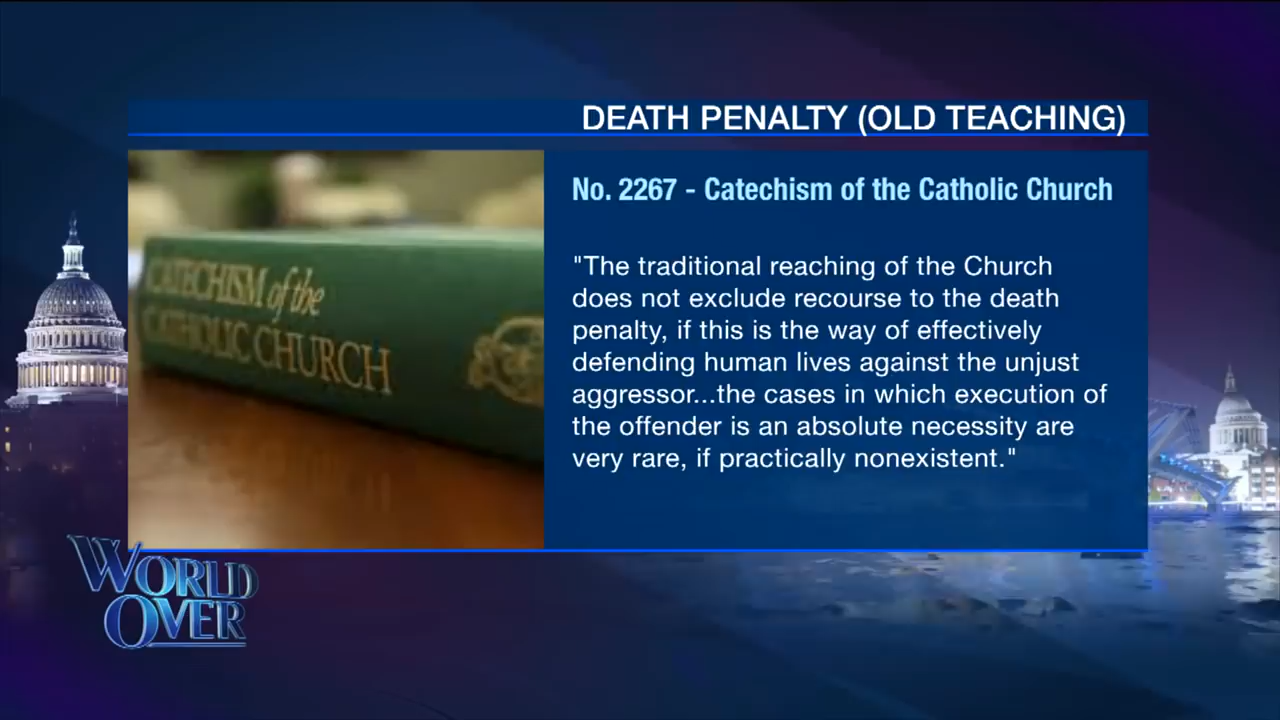 DEATH PENALTY (OLD TEACHING)
No. 2267 - Catechism of the Catholic Church
"The traditional reaching of the Church
does not exclude recourse to the death
penalty, if this is the way of effectively
defending human lives against the unjust
aggressor...the cases in which execution of
the offender is an absolute necessity are
very rare, if practically nonexistent."
CATECHISM of the
CATHOLIC CHURCH
WORLD
OVER